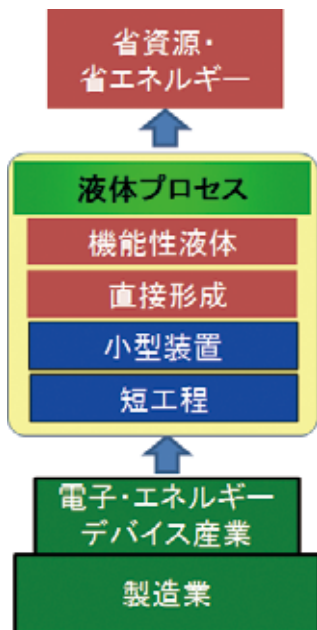 省資源・
省エネルギー
液体プロセス
機能性液体
直接形成
小型装置
短工程
電子・エネルギー
デバイス産業
製造業